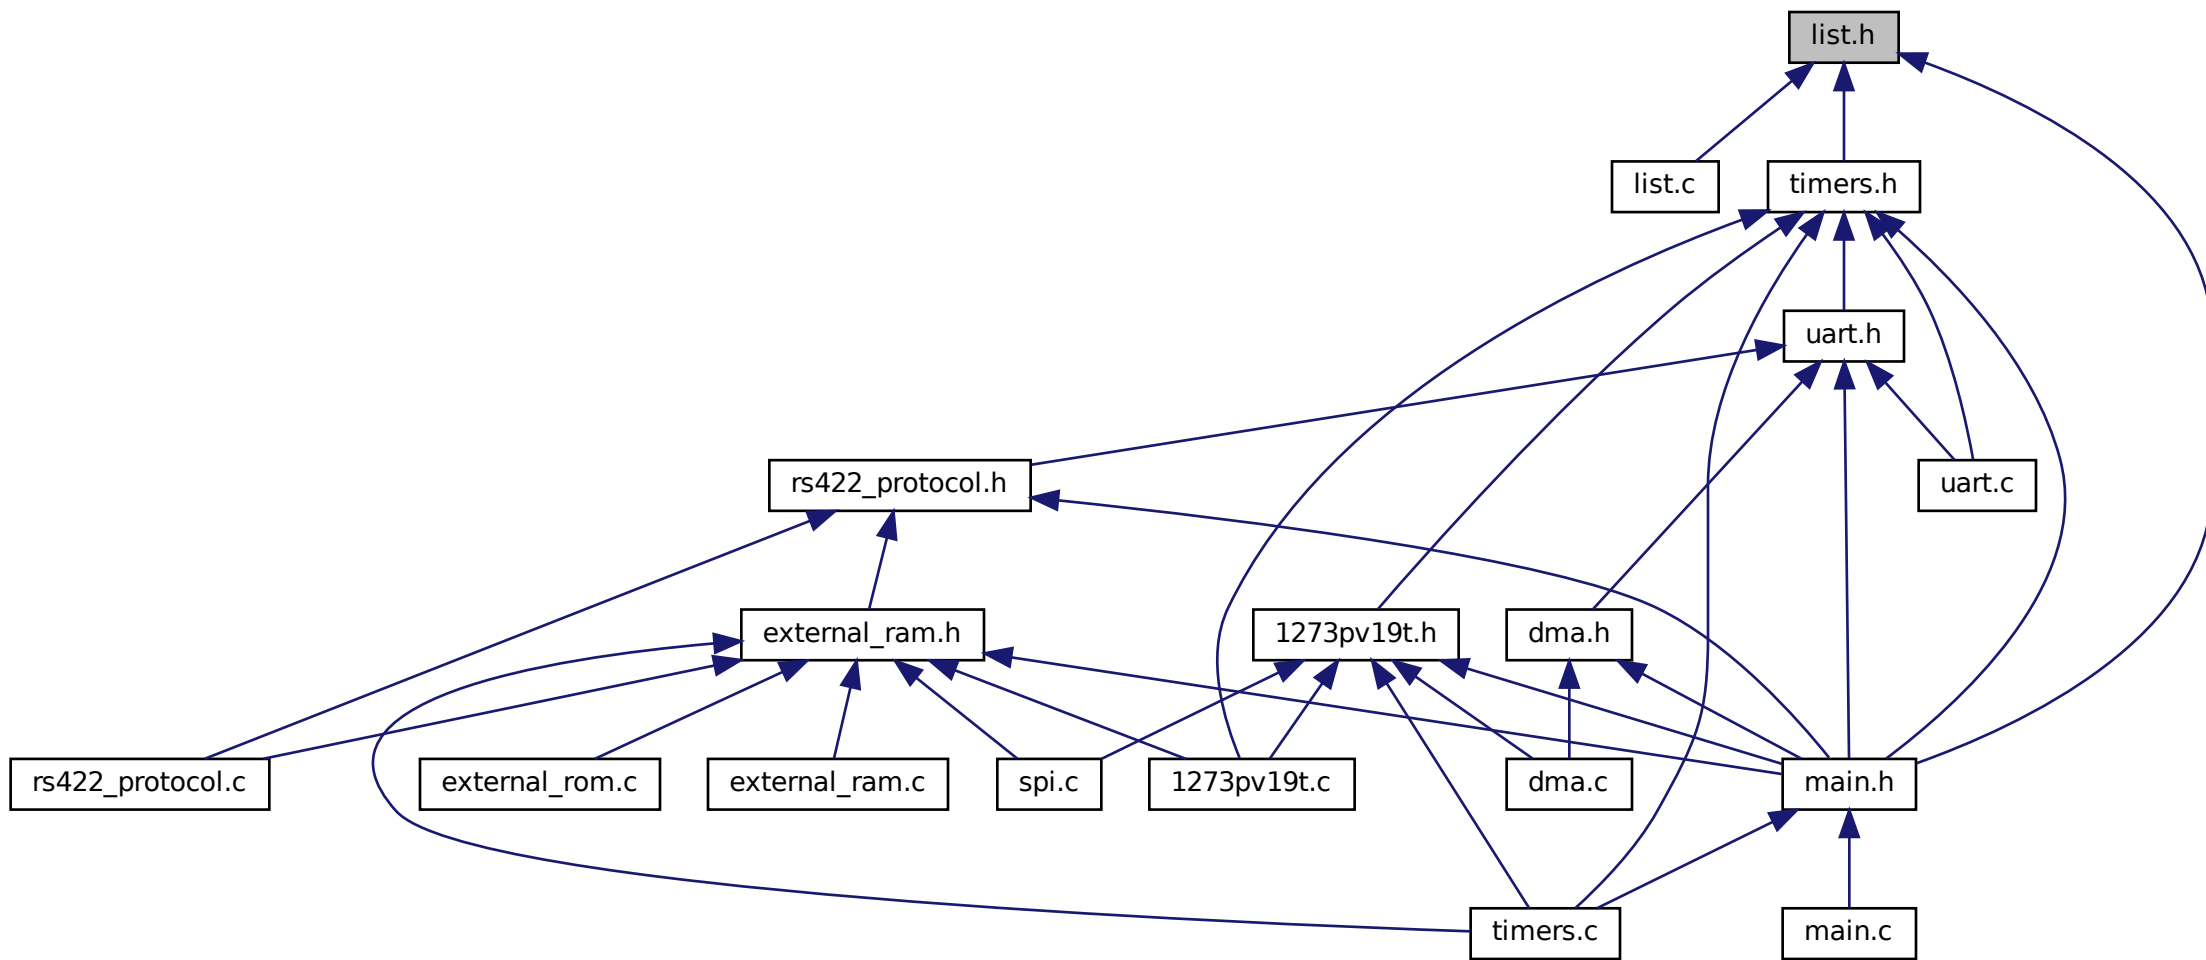 list.h
list.c
timers.h
uart.h
rs422_protocol.h
uart.c
external_ram.h
1273pv19t.h
dma.h
rs422_protocol.c
external_rom.c
external_ram.c
spi.c
1273pv19t.c
dma.c
main.h
timers.c
main.c